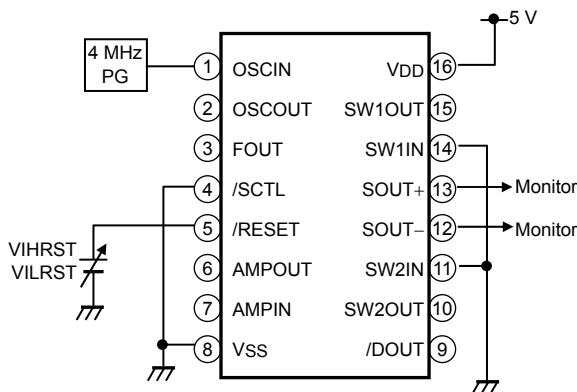 5 V
4 MHz
PG
1 OSCIN VDD 16
2 OSCOUT SW1OUT 15
3 FOUT SW1IN 14
4 /SCTL SOUT+ 13 Monitor
5 /RESET SOUT− 12 Monitor
VIHRST
VILRST
6 AMPOUT SW2IN 11
7 AMPIN SW2OUT 10
8 VSS /DOUT 9